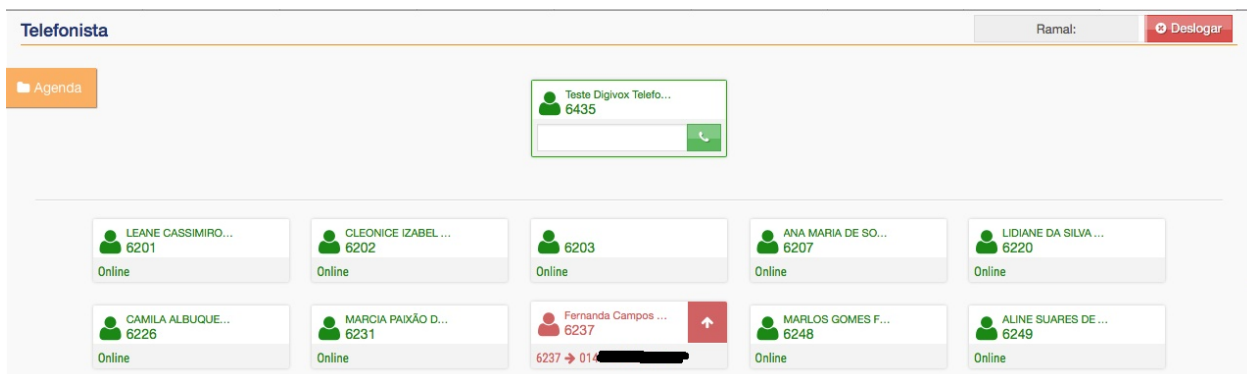 Telefonista
Ramal:
Deslogar
Agenda
Teste Digivox Telefo...
6435
LEANE CASSIMIRO...
6201
Online
CLEONICE IZABEL ...
6202
Online
6203
Online
ANA MARIA DE SO...
6207
Online
LIDIANE DA SILVA ...
6220
Online
CAMILA ALBUQUE...
6226
Online
MARCIA PAIXÃO D...
6231
Online
Fernanda Campos ...
6237
6237 → 014
MARLOS GOMES F...
6248
Online
ALINE SUARES DE ...
6249
Online